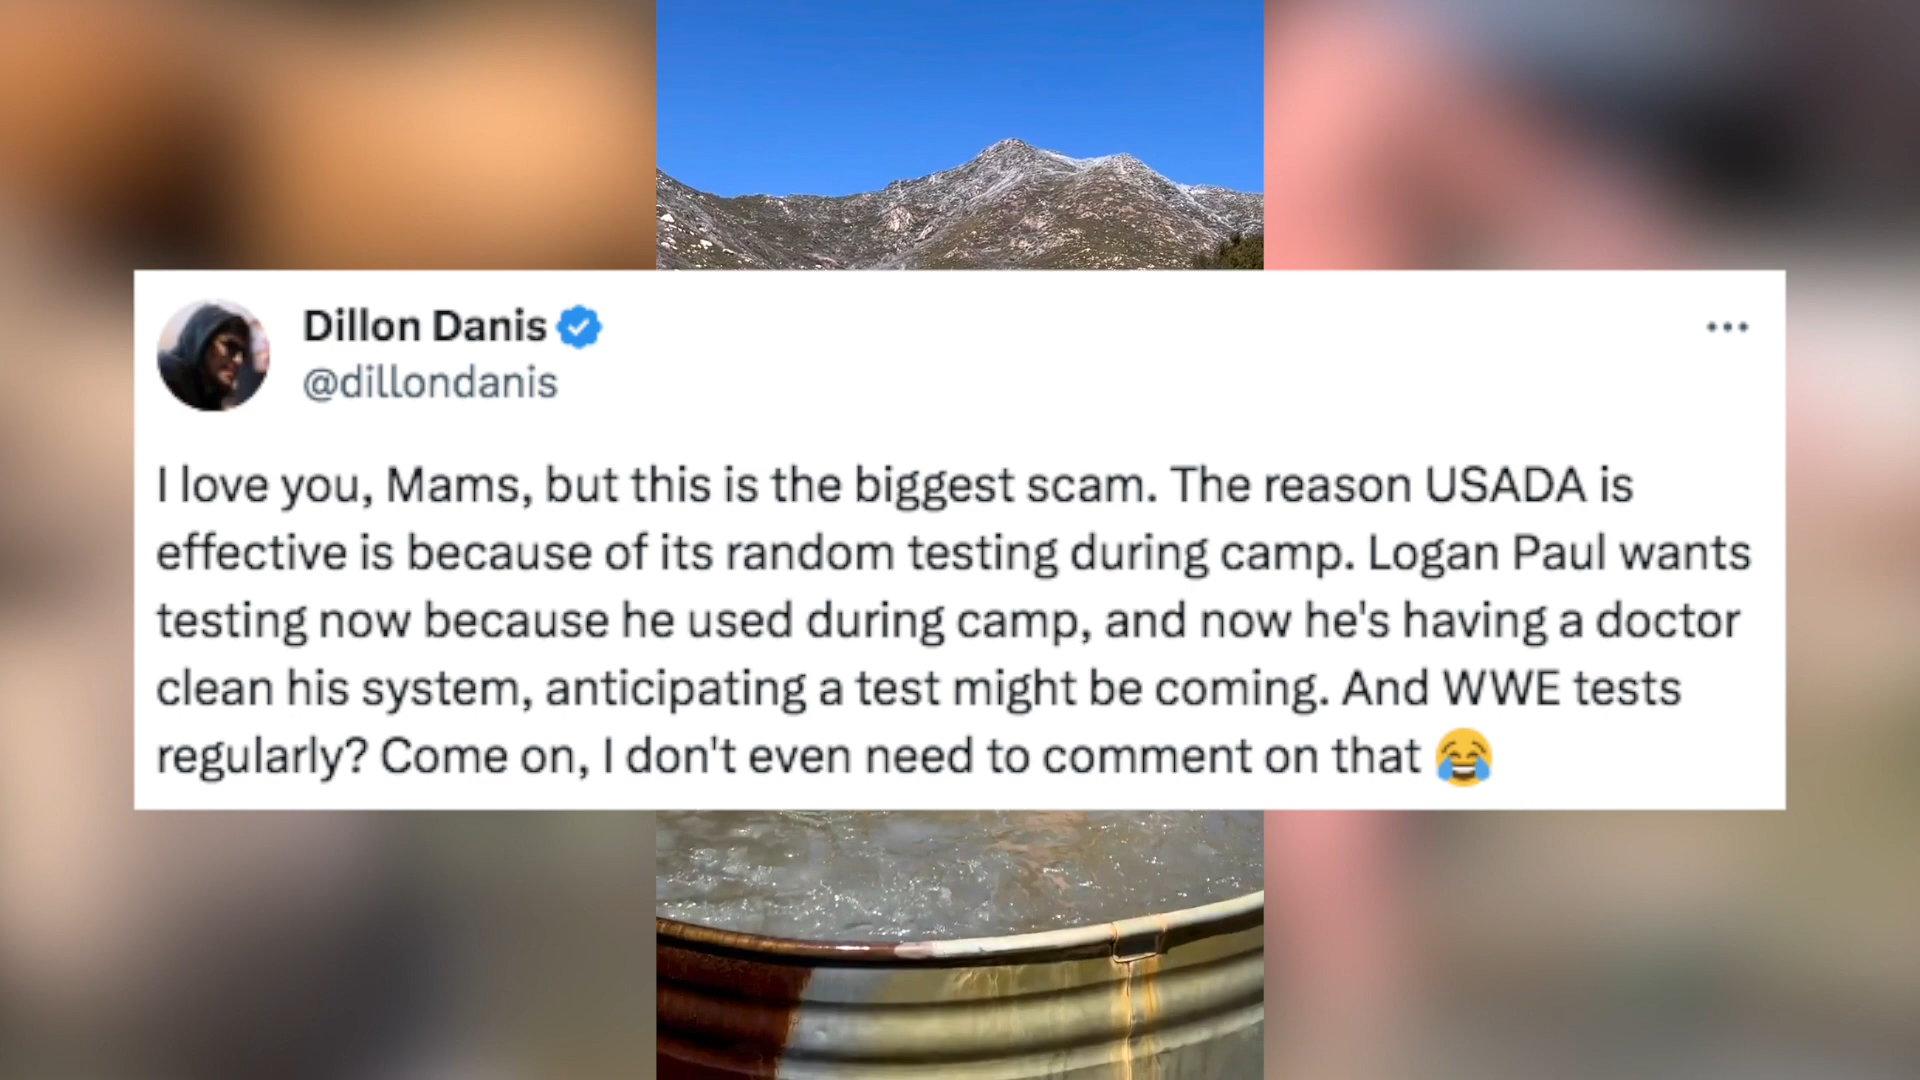 Dillon Danis
@dillondanis
I love you, Mams, but this is the biggest scam. The reason USADA is
effective is because of its random testing during camp. Logan Paul wants
testing now because he used during camp, and now he's having a doctor
clean his system, anticipating a test might be coming. And WWE tests
regularly? Come on, I don't even need to comment on that 😂